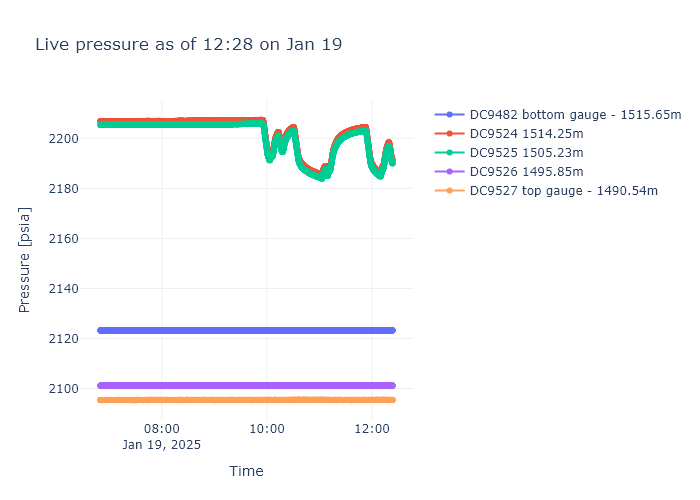 Live pressure as of 12:28 on Jan 19
DC9482 bottom gauge - 1515.65m
DC9524 1514.25m
DC9525 1505.23m
DC9526 1495.85m
DC9527 top gauge - 1490.54m
Pressure [psia]
2200
2180
2160
2140
2120
2100
08:00
10:00
12:00
Jan 19, 2025
Time